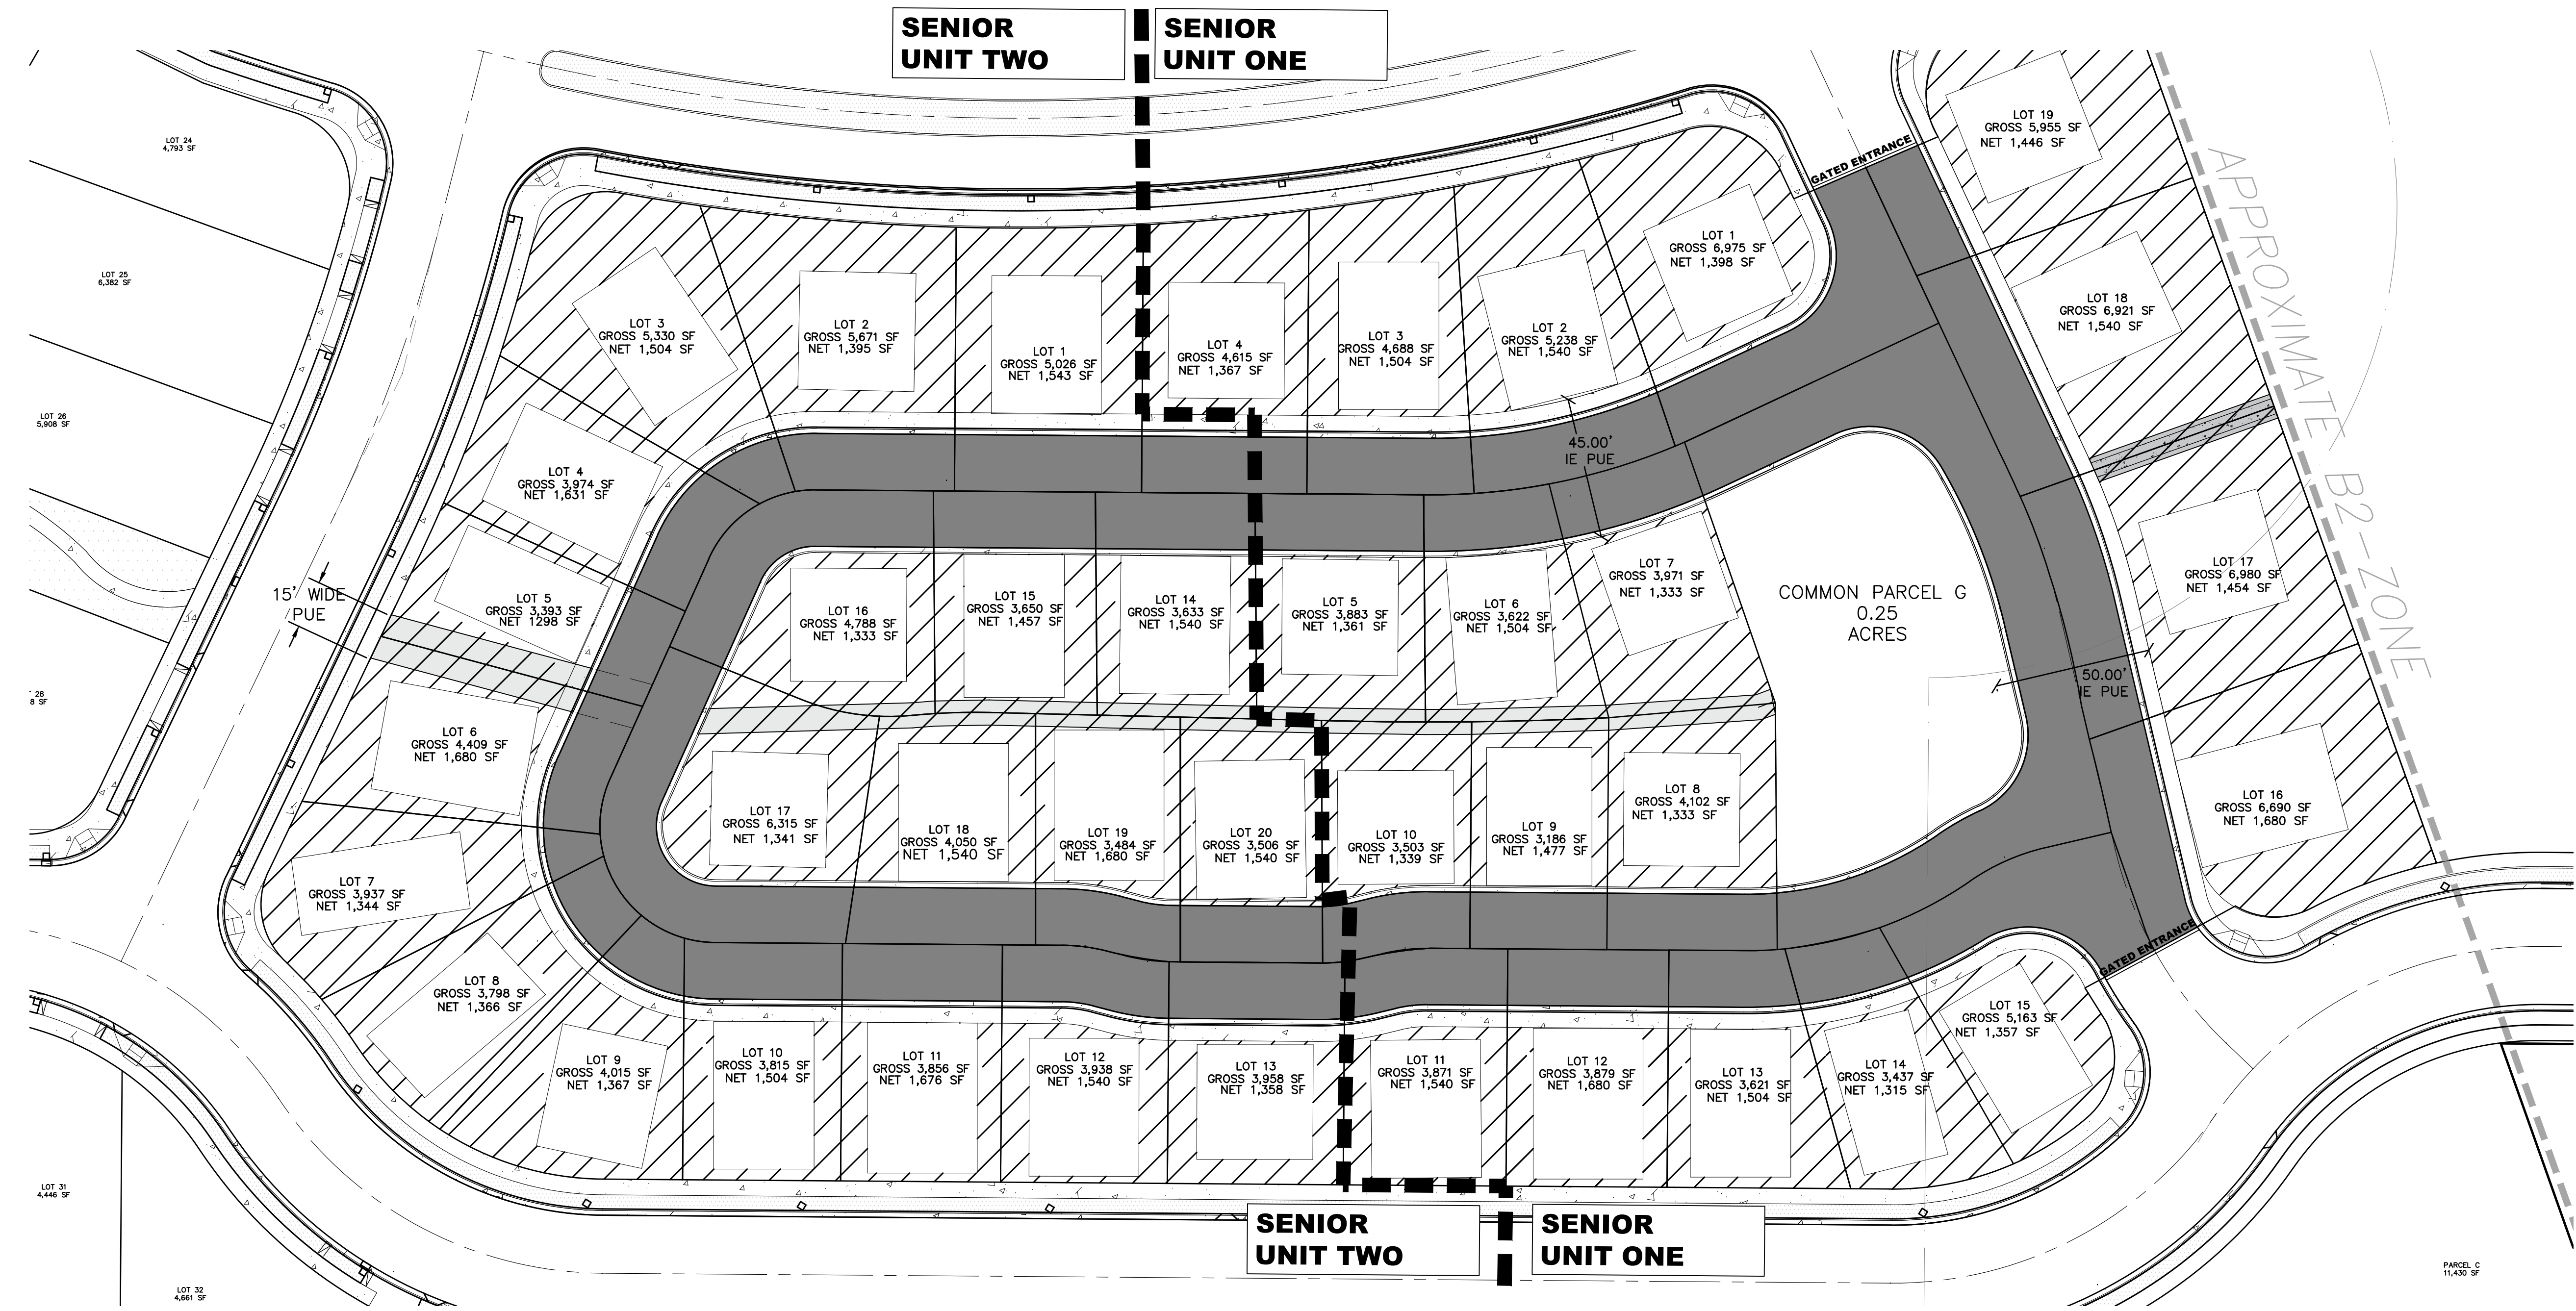 SENIOR
UNIT TWO
SENIOR
UNIT ONE
LOT 24
4,793 SF
LOT 25
6,382 SF
LOT 26
5,908 SF
28
8 SF
LOT 31
4,446 SF
LOT 32
4,661 SF
15' WIDE
PUE
LOT 3
GROSS 5,330 SF
NET 1,504 SF
LOT 2
GROSS 5,671 SF
NET 1,395 SF
LOT 1
GROSS 5,026 SF
NET 1,543 SF
LOT 4
GROSS 4,615 SF
NET 1,367 SF
LOT 3
GROSS 4,688 SF
NET 1,504 SF
LOT 2
GROSS 5,238 SF
NET 1,540 SF
LOT 1
GROSS 6,975 SF
NET 1,398 SF
GATED ENTRANCE
LOT 19
GROSS 5,955 SF
NET 1,446 SF
LOT 18
GROSS 6,921 SF
NET 1,540 SF
APPROXIMATE B2-ZONE
LOT 4
GROSS 3,974 SF
NET 1,631 SF
45.00'
IE PUE
LOT 5
GROSS 3,393 SF
NET 1298 SF
LOT 16
GROSS 4,788 SF
NET 1,333 SF
LOT 15
GROSS 3,650 SF
NET 1,457 SF
LOT 14
GROSS 3,633 SF
NET 1,540 SF
LOT 5
GROSS 3,883 SF
NET 1,361 SF
LOT 6
GROSS 3,622 SF
NET 1,504 SF
LOT 7
GROSS 3,971 SF
NET 1,333 SF
COMMON PARCEL G
0.25
ACRES
LOT 17
GROSS 6,980 SF
NET 1,454 SF
50.00'
IE PUE
LOT 6
GROSS 4,409 SF
NET 1,680 SF
LOT 17
GROSS 6,315 SF
NET 1,341 SF
LOT 18
GROSS 4,050 SF
NET 1,540 SF
LOT 19
GROSS 3,484 SF
NET 1,680 SF
LOT 20
GROSS 3,506 SF
NET 1,540 SF
LOT 10
GROSS 3,503 SF
NET 1,339 SF
LOT 9
GROSS 3,186 SF
NET 1,477 SF
LOT 8
GROSS 4,102 SF
NET 1,333 SF
LOT 16
GROSS 6,690 SF
NET 1,680 SF
LOT 7
GROSS 3,937 SF
NET 1,344 SF
GATED ENTRANCE
LOT 8
GROSS 3,798 SF
NET 1,366 SF
LOT 9
GROSS 4,015 SF
NET 1,367 SF
LOT 10
GROSS 3,815 SF
NET 1,504 SF
LOT 11
GROSS 3,856 SF
NET 1,676 SF
LOT 12
GROSS 3,938 SF
NET 1,540 SF
LOT 13
GROSS 3,958 SF
NET 1,358 SF
LOT 11
GROSS 3,871 SF
NET 1,540 SF
LOT 12
GROSS 3,879 SF
NET 1,680 SF
LOT 13
GROSS 3,621 SF
NET 1,504 SF
LOT 14
GROSS 3,437 SF
NET 1,315 SF
LOT 15
GROSS 5,163 SF
NET 1,357 SF
SENIOR
UNIT TWO
SENIOR
UNIT ONE
PARCEL C
11,430 SF